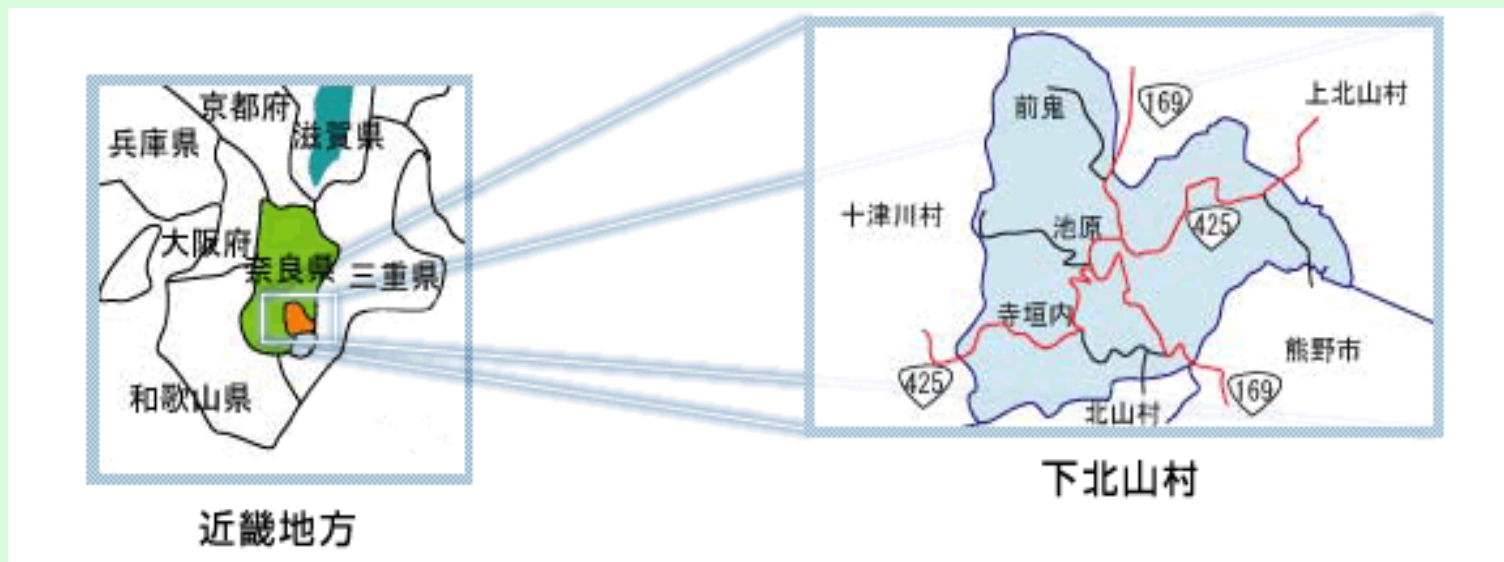 京都府
滋賀県
兵庫県
大阪府
奈良県
三重県
和歌山県
近畿地方
169
上北山村
前鬼
十津川村
池原
425
寺垣内
熊野市
425
169
北山村
下北山村